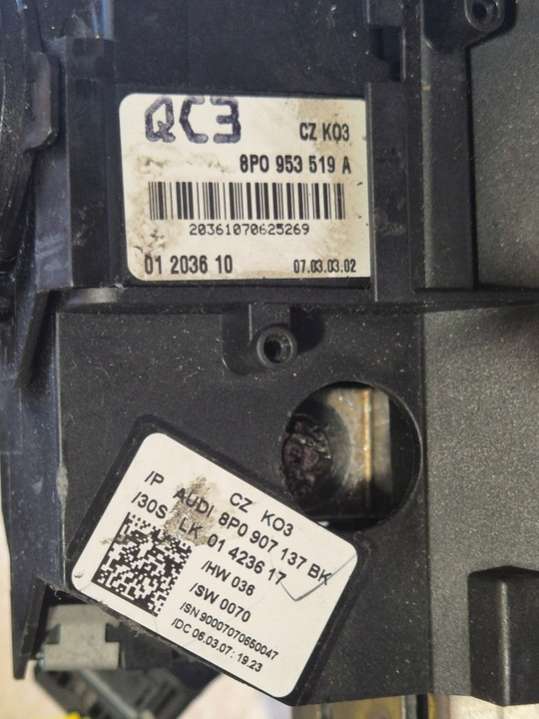 QC3
CZ KO3
8P0 953 519 A
20361070625269
01 2036 10
07.03.03.02
CZ KO3
/P AUDI 8P0 907 137 BK
/30S LK 01 4236 17
/HW 036
/SW 0070
/SN 90007070650047
/DC 06.03.07; 19.23